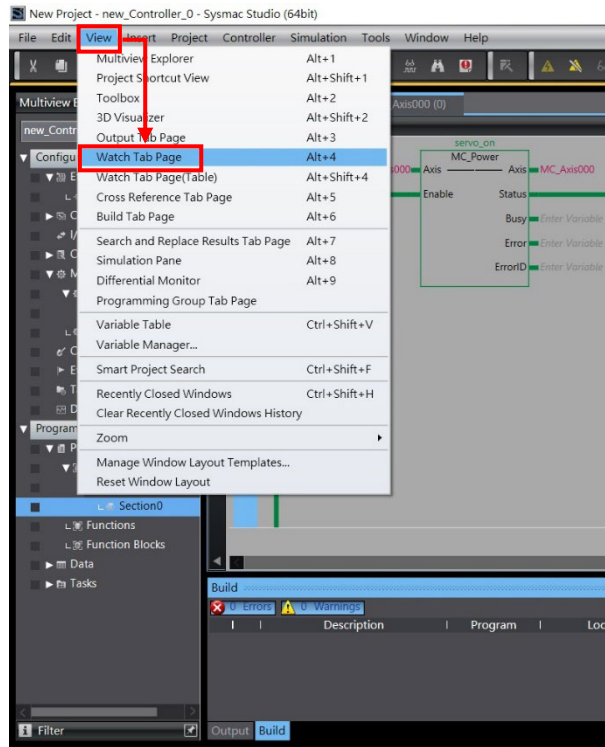 New Project - new_Controller_0 - Sysmac Studio (64bit)
File Edit View Insert Project Controller Simulation Tools Window Help
Multiview Explorer Alt+1
Project Shortcut View Alt+Shift+1
Toolbox Alt+2
3D Visualizer Alt+Shift+2
Output Tab Page Alt+3
Watch Tab Page Alt+4
Watch Tab Page(Table) Alt+Shift+4
Cross Reference Tab Page Alt+5
Build Tab Page Alt+6
Search and Replace Results Tab Page Alt+7
Simulation Pane Alt+8
Differential Monitor Alt+9
Programming Group Tab Page
Variable Table Ctrl+Shift+V
Variable Manager...
Smart Project Search Ctrl+Shift+F
Recently Closed Windows Ctrl+Shift+H
Clear Recently Closed Windows History
Zoom
Manage Window Layout Templates...
Reset Window Layout
Multiview E
new_Contr
Configu
Program
Section0
Functions
Function Blocks
Data
Tasks
Filter
Axis000 (0)
servo_on
MC_Power
000 Axis Axis MC_Axis000
Enable Status
Busy Enter Variable
Error Enter Variable
ErrorID Enter Variable
Build
0 Errors 0 Warnings
Description Program Loc
Output Build